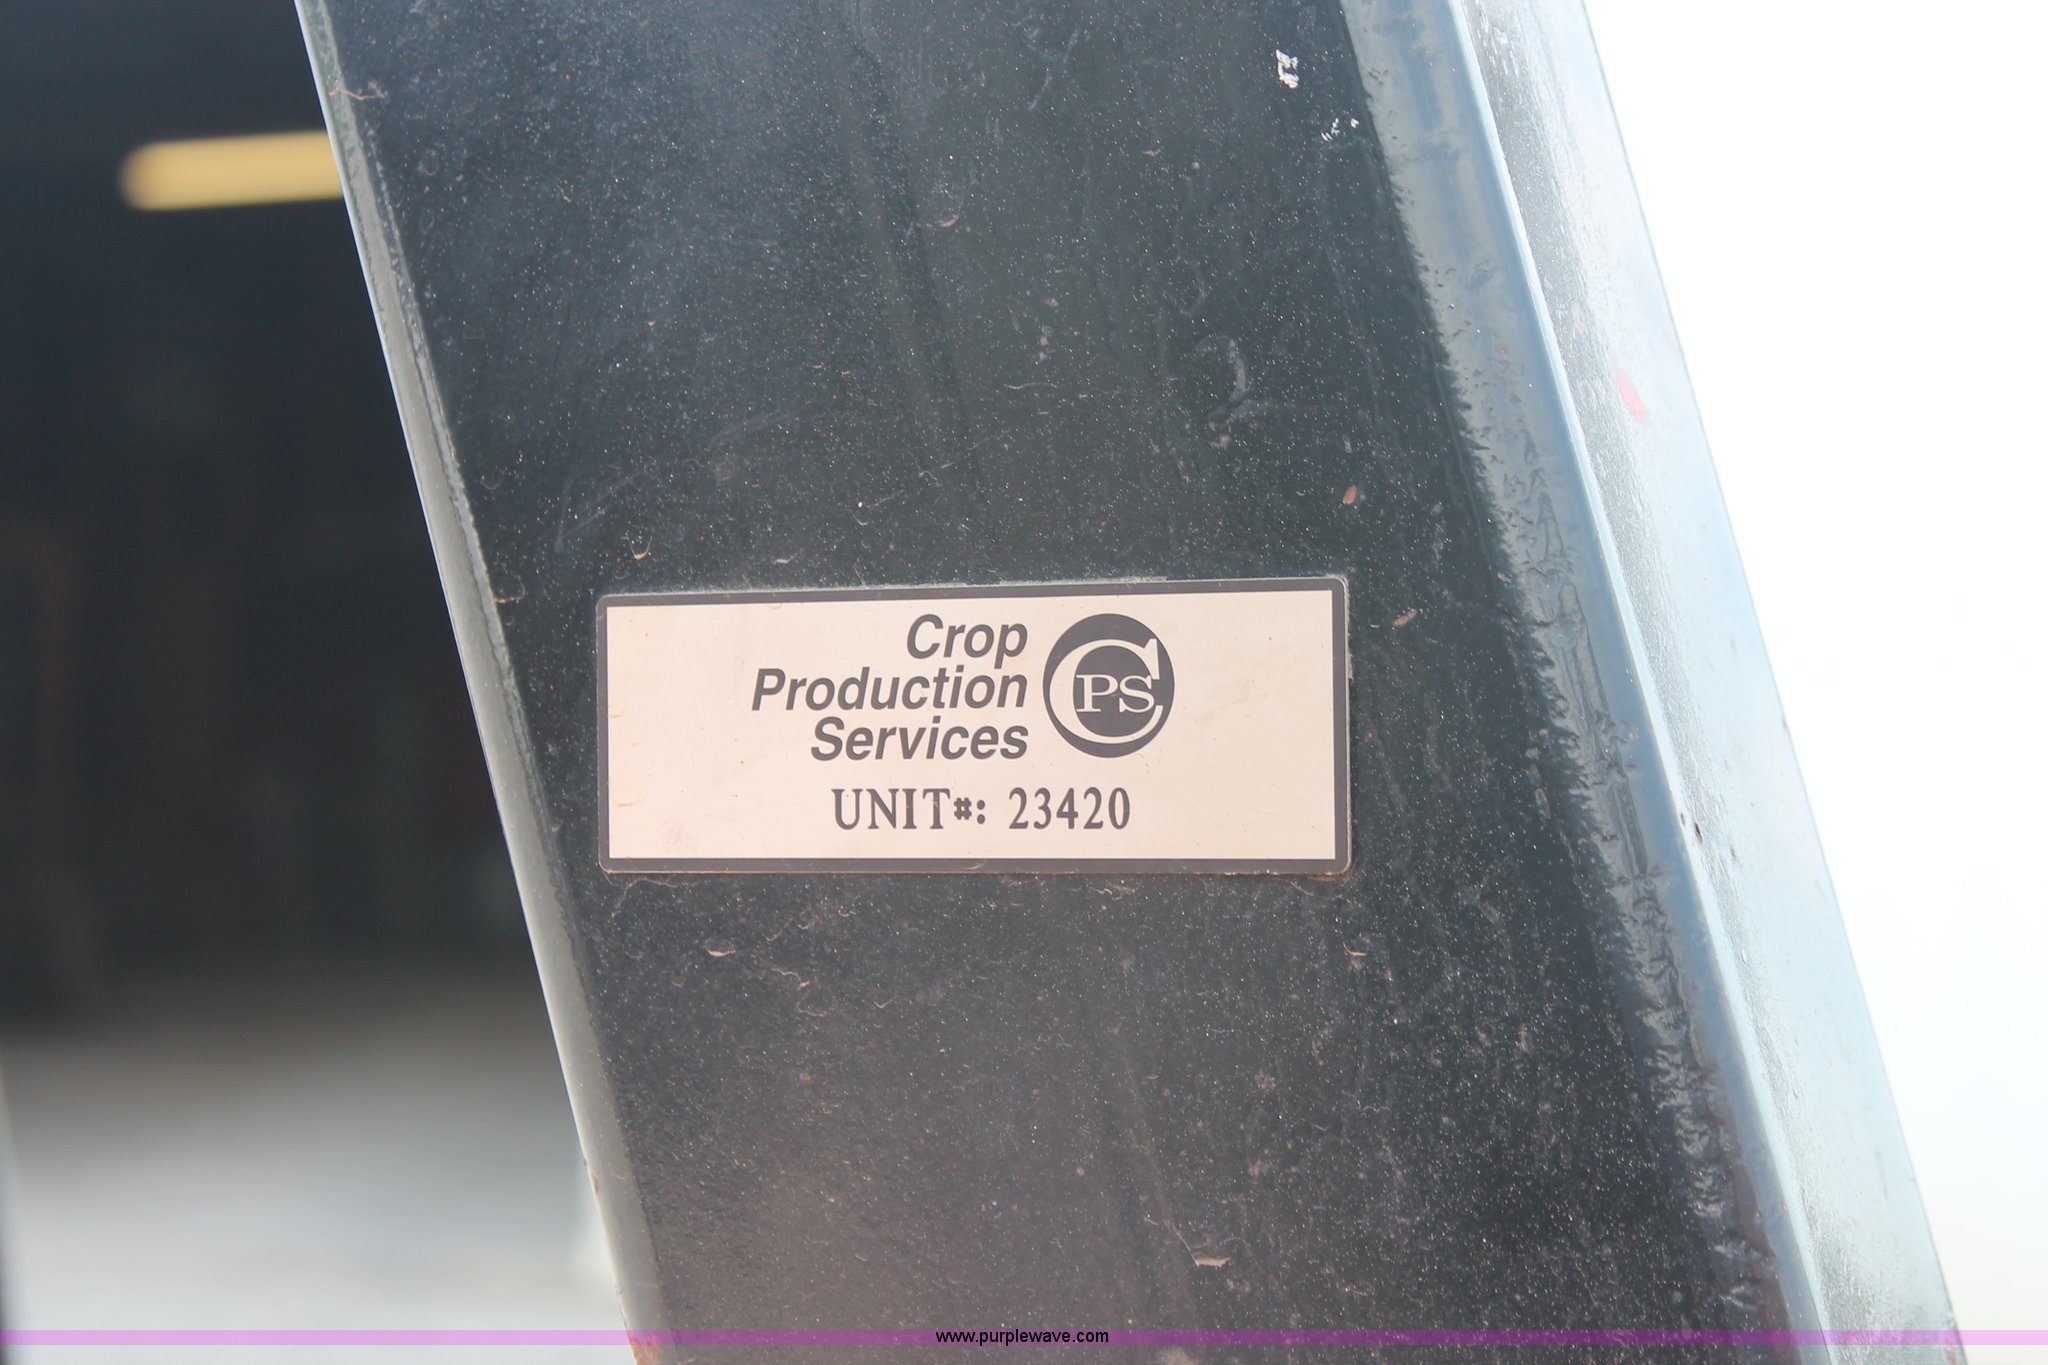 Crop
Production
Services
CPS
UNIT#: 23420
www.purplewave.com